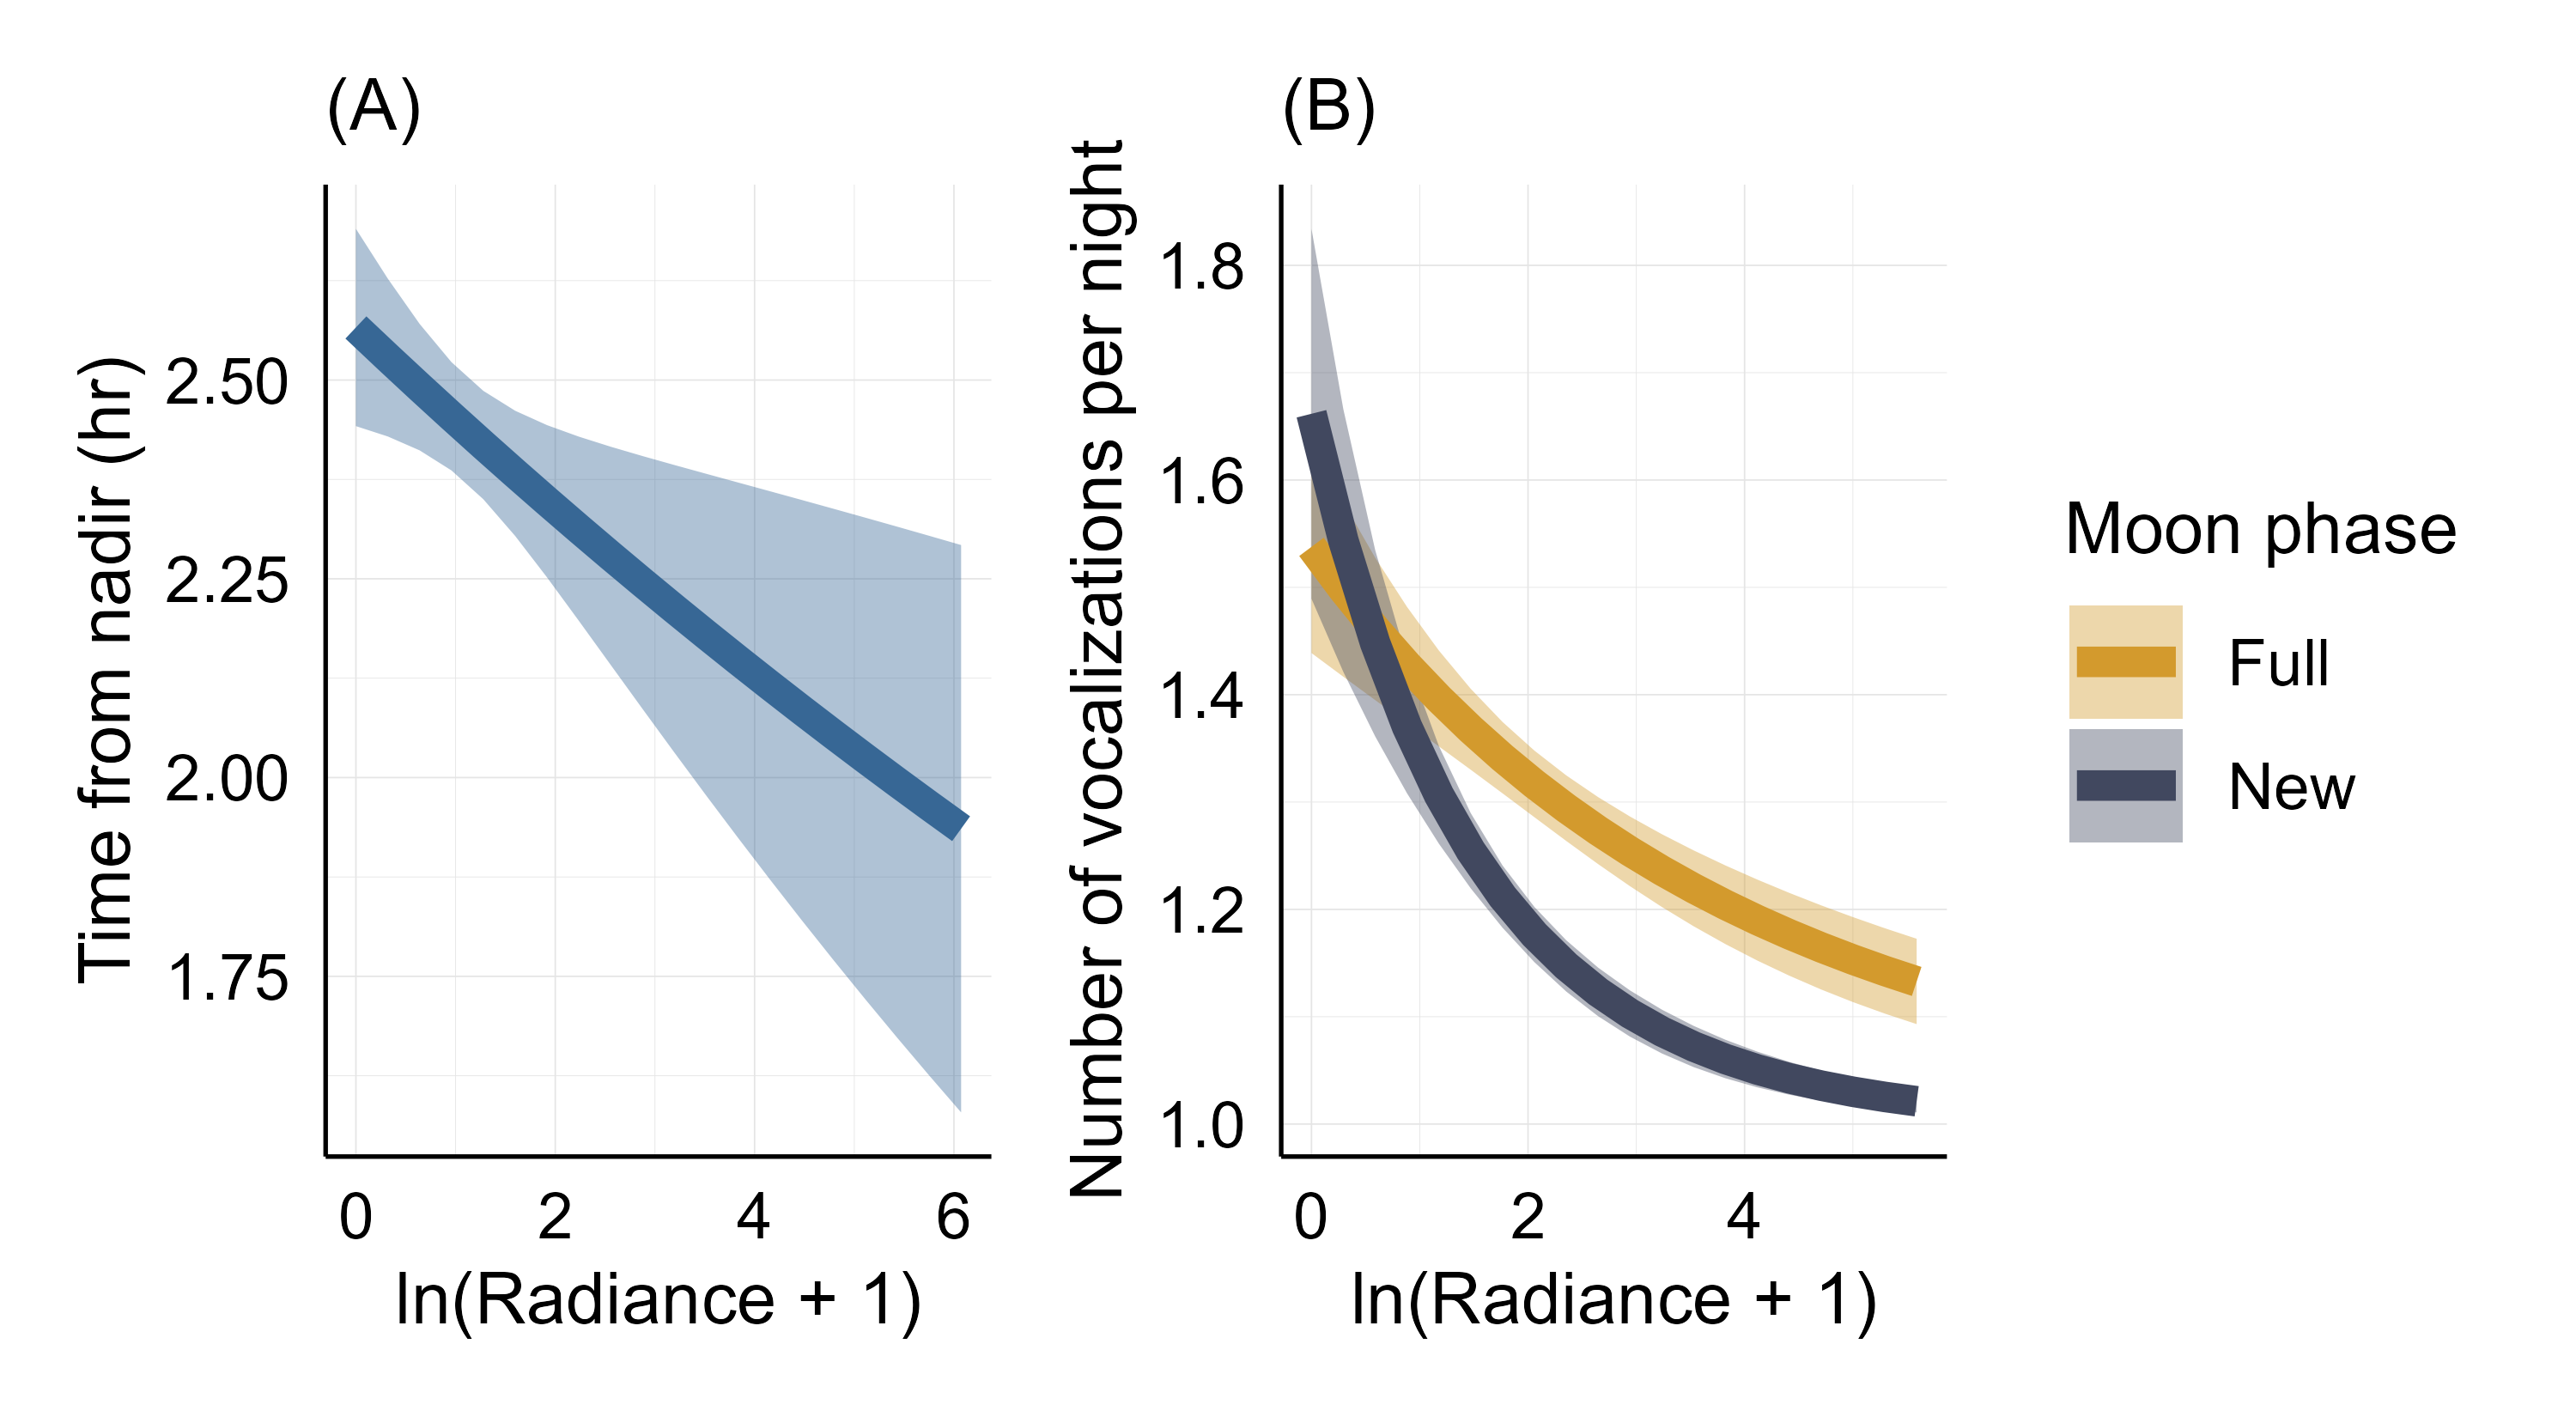 (A)
Time from nadir (hr)
2.50
2.25
2.00
1.75
0 2 4 6
ln(Radiance + 1)
(B)
Number of vocalizations per night
1.8
1.6
1.4
1.2
1.0
0 2 4
ln(Radiance + 1)
Moon phase
Full
New